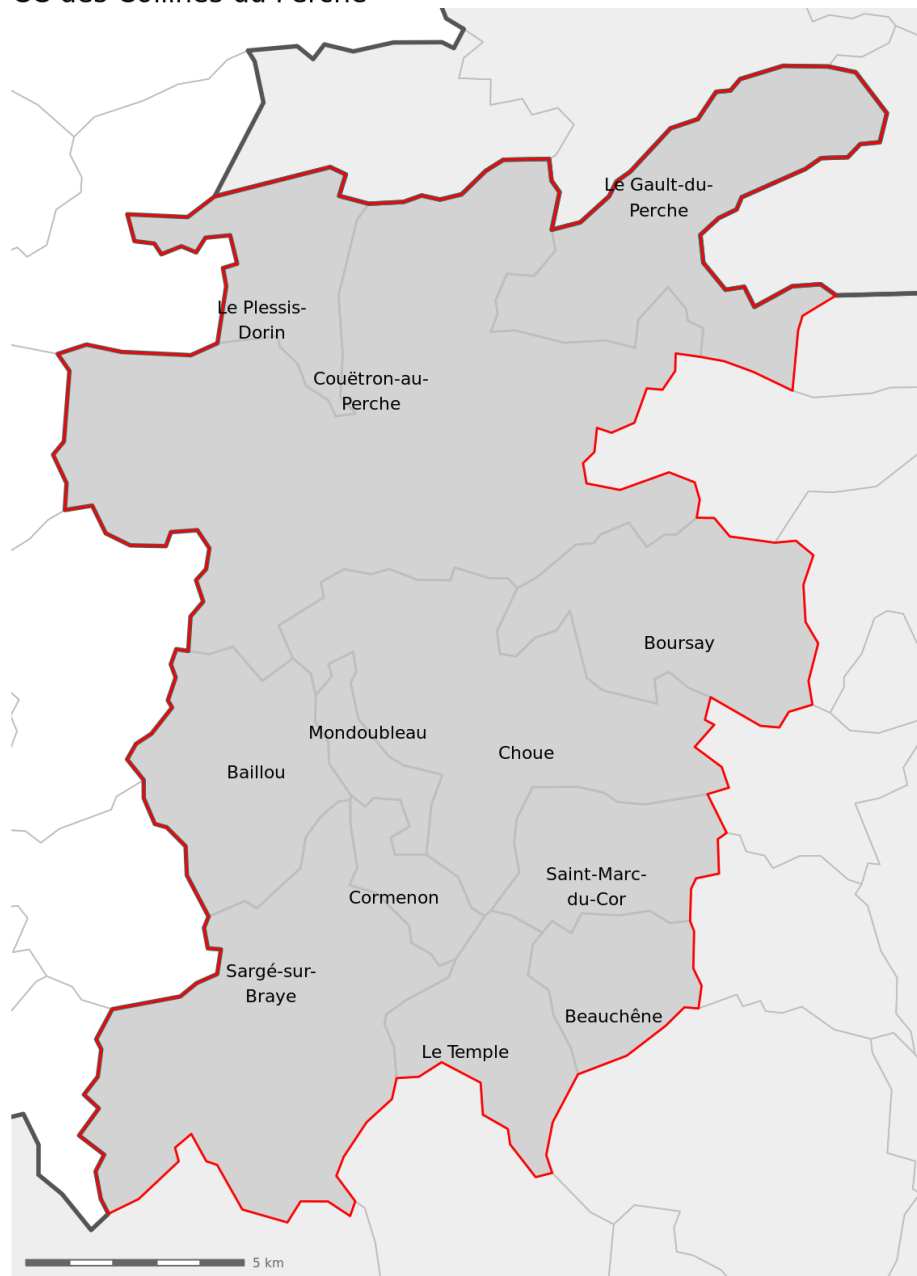 CC des Collines du Perche
Le Gault-du-
Perche
Le Plessis-
Dorin
Couëtron-au-
Perche
Boursay
Mondoubleau
Choue
Baillou
Saint-Marc-
du-Cor
Cormenon
Sargé-sur-
Braye
Beauchêne
Le Temple
5 km